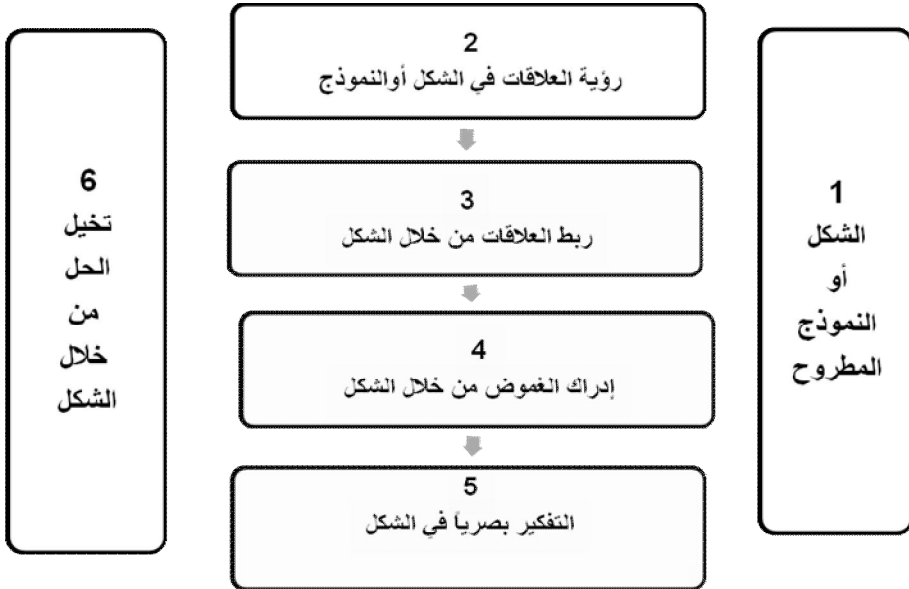 1
الشكل
أو
النموذج
المطروح
2
رؤية العلاقات في الشكل أوالنموذج
3
ربط العلاقات من خلال الشكل
4
إدراك الغموض من خلال الشكل
5
التفكير بصرياً في الشكل
6
تخيل
الحل
من
خلال
الشكل